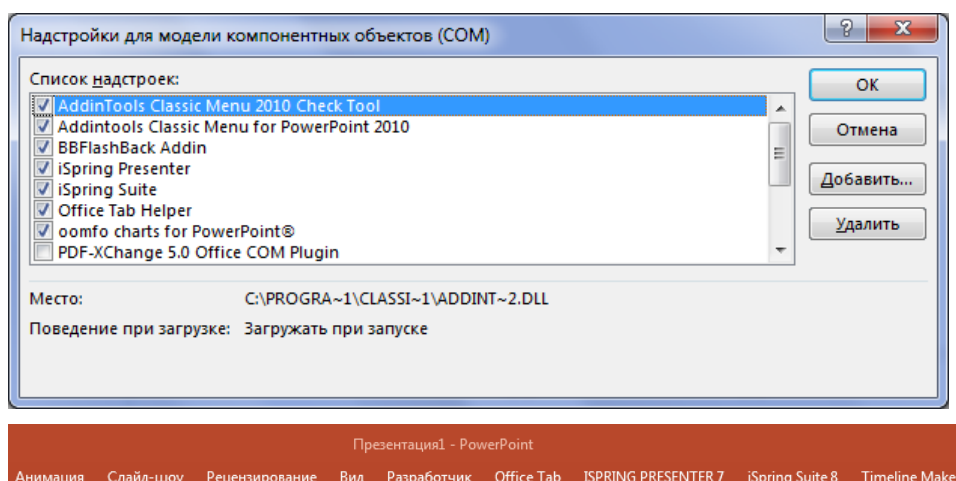 Надстройки для модели компонентных объектов (COM)
Список надстроек:
AddinTools Classic Menu 2010 Check Tool
Addintools Classic Menu for PowerPoint 2010
BBFlashBack Addin
iSpring Presenter
iSpring Suite
Office Tab Helper
oomfo charts for PowerPoint®
PDF-XChange 5.0 Office COM Plugin
ОК
Отмена
Добавить...
Удалить
Место: C:\PROGRA~1\CLASSI~1\ADDINT~2.DLL
Поведение при загрузке: Загружать при запуске
Презентация1 - PowerPoint
Анимация Слайд-шоу Рецензирование Вид Разработчик Office Tab ISPRING PRESENTER 7 iSpring Suite 8 Timeline Make